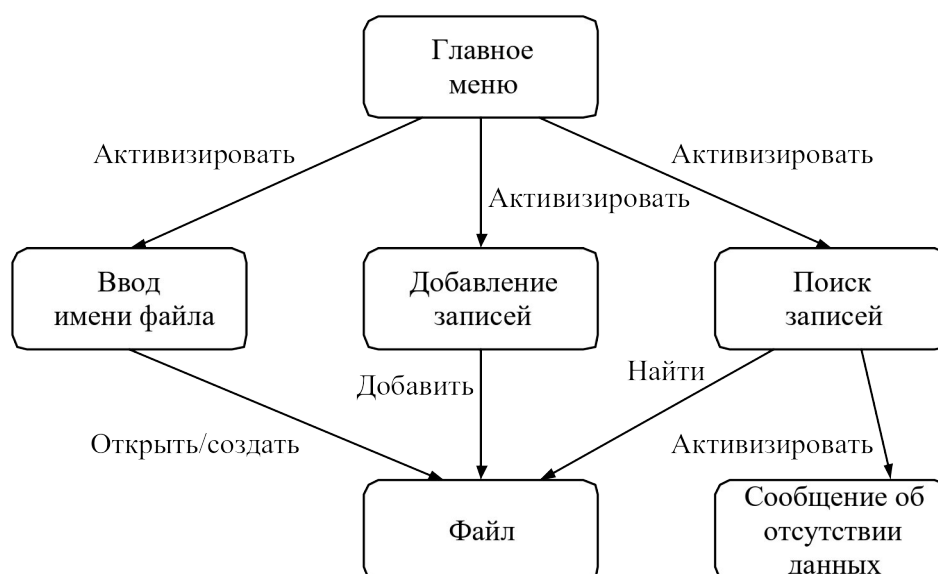 Главное
меню
Активизировать
Активизировать
Активизировать
Ввод
имени файла
Добавление
записей
Поиск
записей
Добавить
Найти
Открыть/создать
Активизировать
Файл
Сообщение об
отсутствии
данных